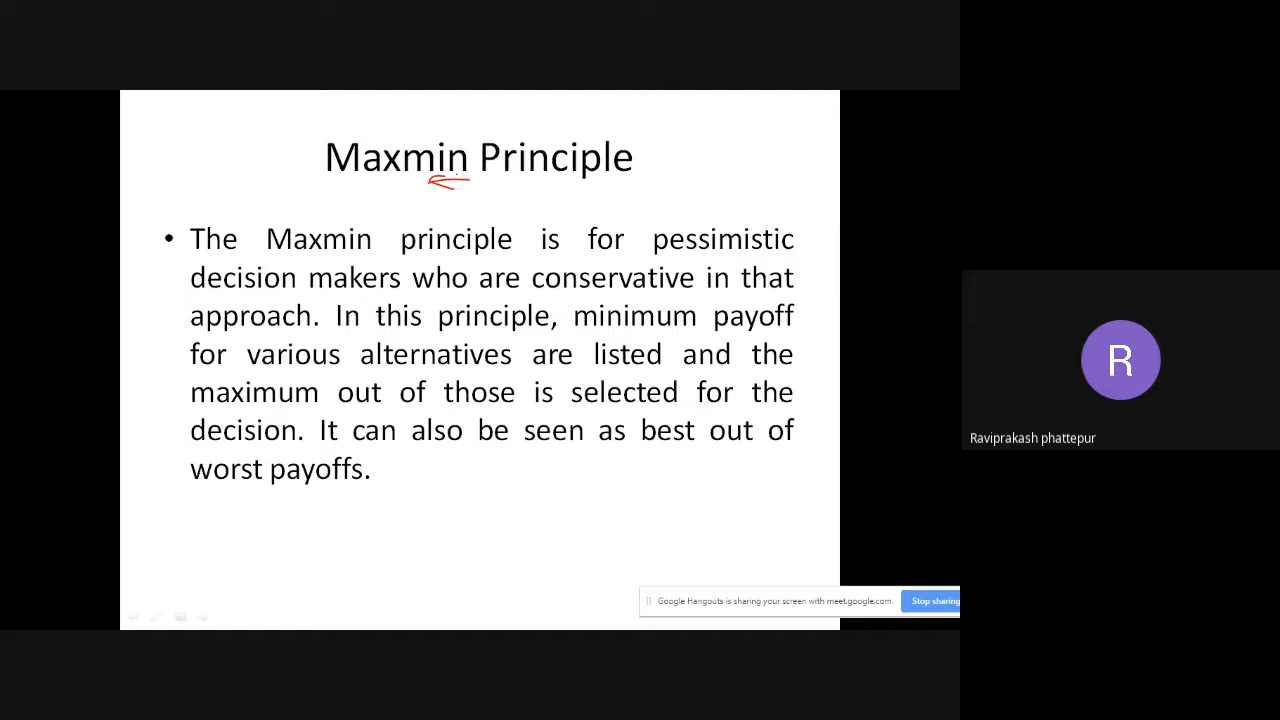 Maxmin Principle
• The Maxmin principle is for pessimistic
decision makers who are conservative in that
approach. In this principle, minimum payoff
for various alternatives are listed and the
maximum out of those is selected for the
decision. It can also be seen as best out of
worst payoffs.
R
Raviprakash phattepur
Google Hangouts is sharing your screen with meet.google.com.
Stop sharing